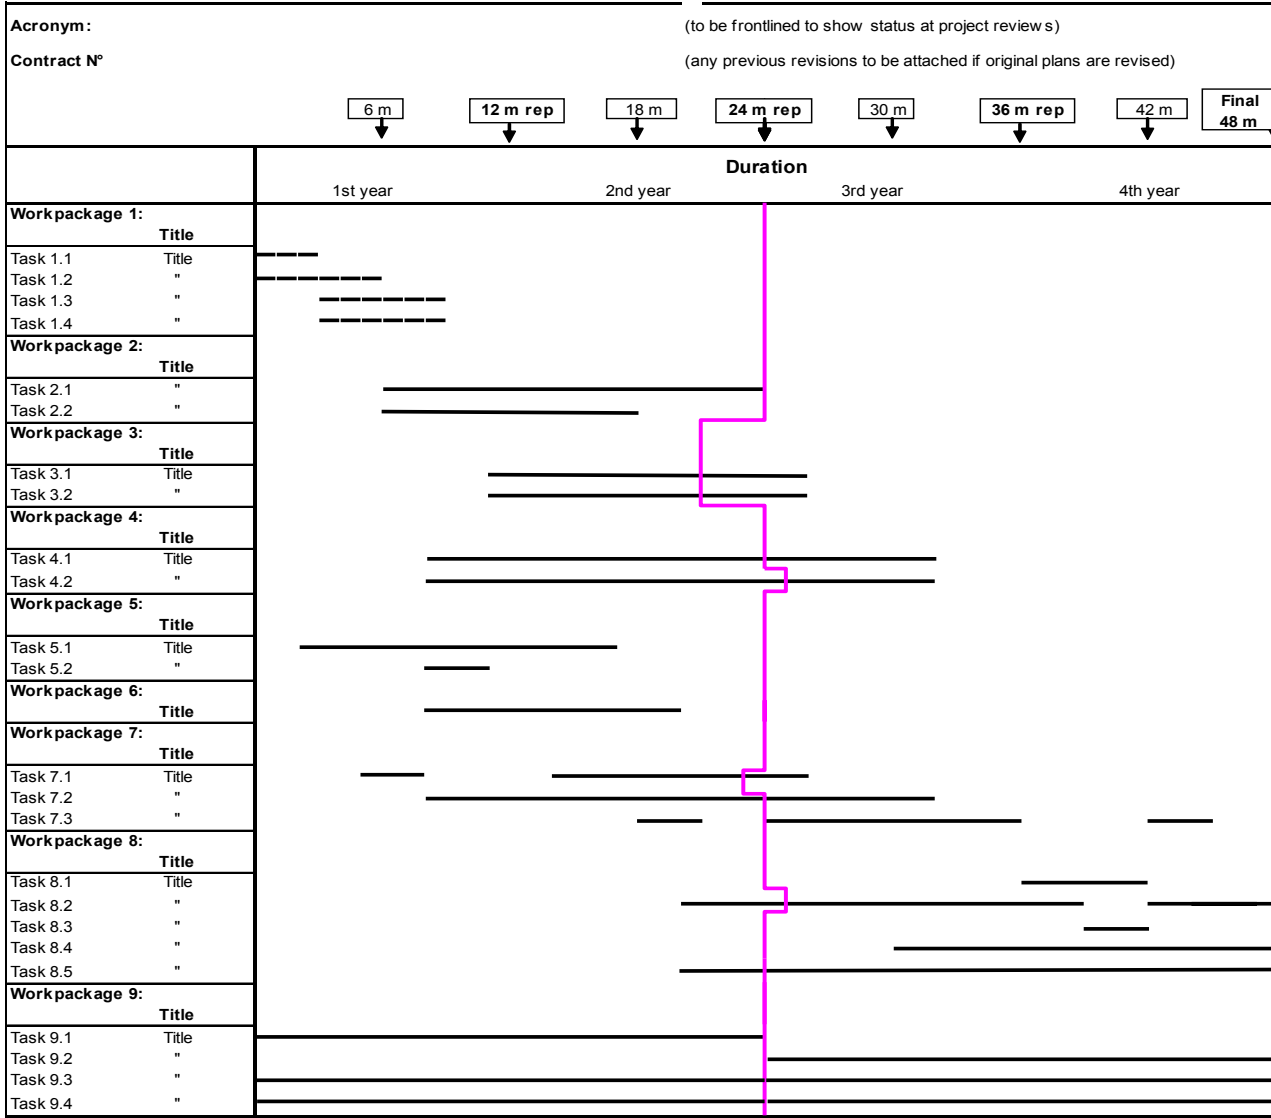 Acronym: (to be frontlined to show status at project reviews)
Contract N° (any previous revisions to be attached if original plans are revised)
6 m 12 m rep 18 m 24 m rep 30 m 36 m rep 42 m Final
48 m
Duration
1st year 2nd year 3rd year 4th year
Workpackage 1:
Title
Task 1.1 Title
Task 1.2 "
Task 1.3 "
Task 1.4 "
Workpackage 2:
Title
Task 2.1 "
Task 2.2 "
Workpackage 3:
Title
Task 3.1 Title
Task 3.2 "
Workpackage 4:
Title
Task 4.1 Title
Task 4.2 "
Workpackage 5:
Title
Task 5.1 Title
Task 5.2 "
Workpackage 6:
Title
Workpackage 7:
Title
Task 7.1 Title
Task 7.2 "
Task 7.3 "
Workpackage 8:
Title
Task 8.1 Title
Task 8.2 "
Task 8.3 "
Task 8.4 "
Task 8.5 "
Workpackage 9:
Title
Task 9.1 Title
Task 9.2 "
Task 9.3 "
Task 9.4 "